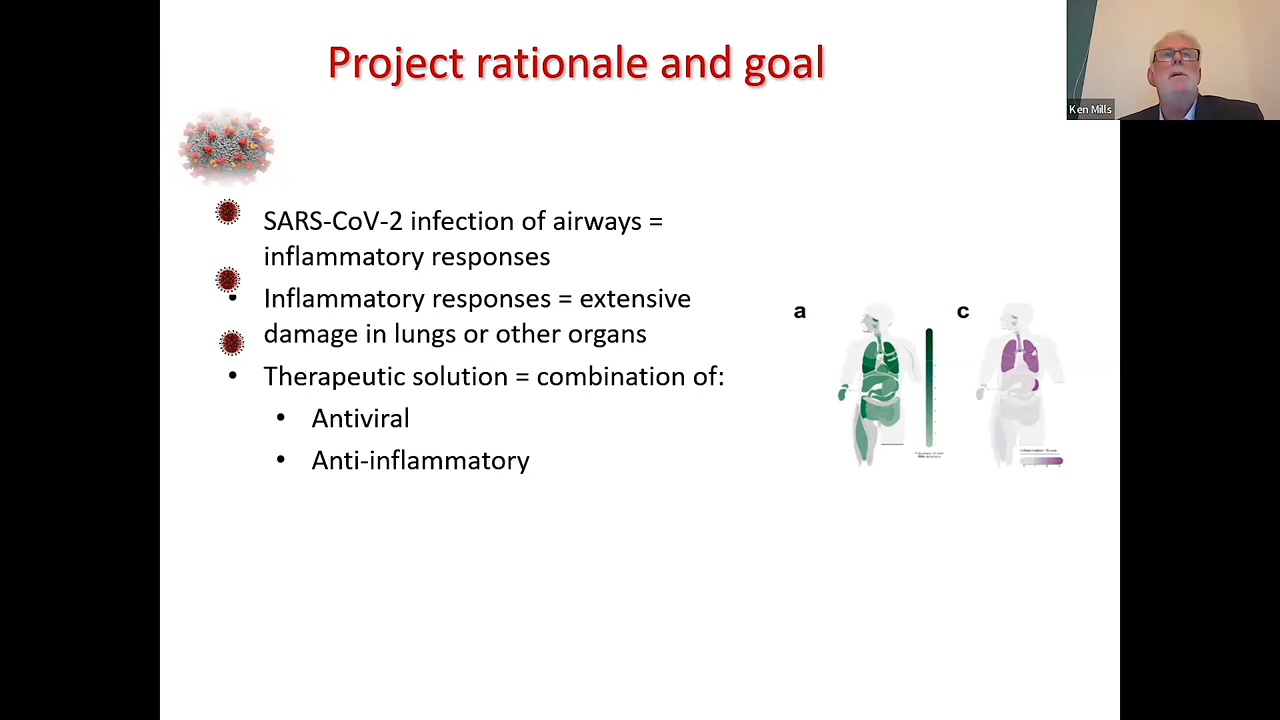 Project rationale and goal
Ken Mills
SARS-CoV-2 infection of airways =
inflammatory responses
• Inflammatory responses = extensive
damage in lungs or other organs
• Therapeutic solution = combination of:
• Antiviral
• Anti-inflammatory
a
c